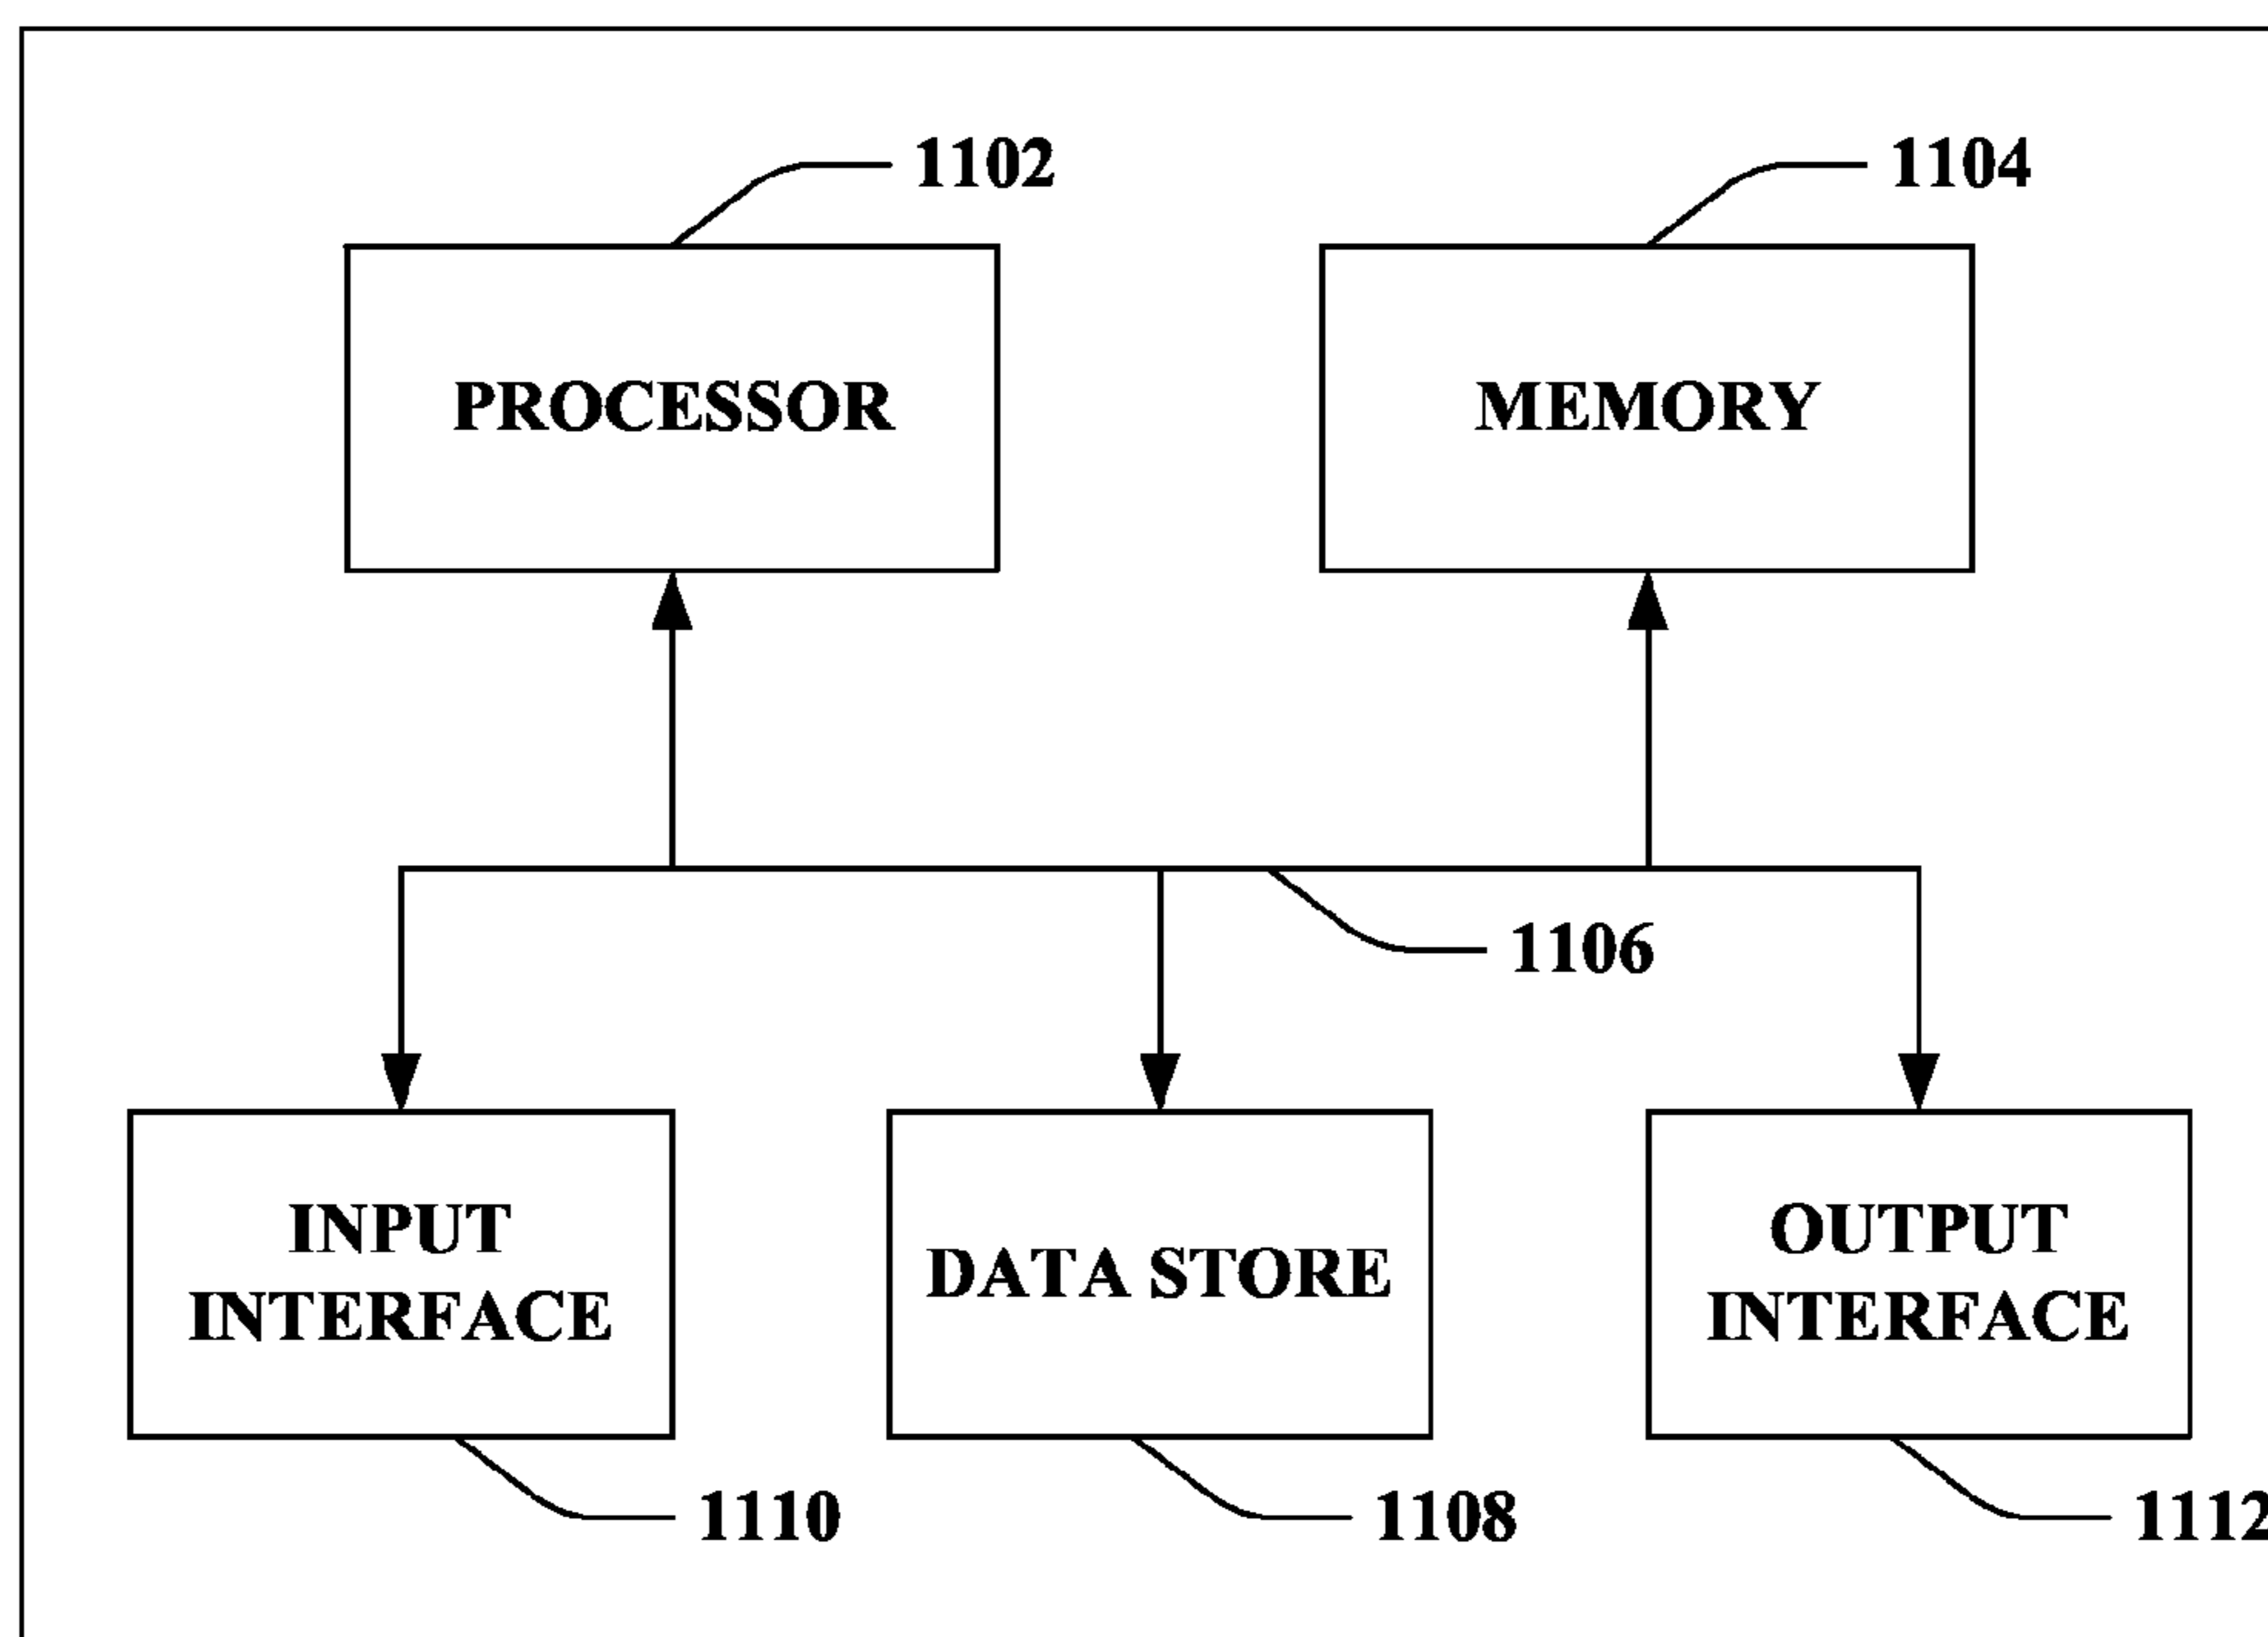 1102
1104
PROCESSOR
MEMORY
1106
INPUT
INTERFACE
DATA STORE
OUTPUT
INTERFACE
1110
1108
1112